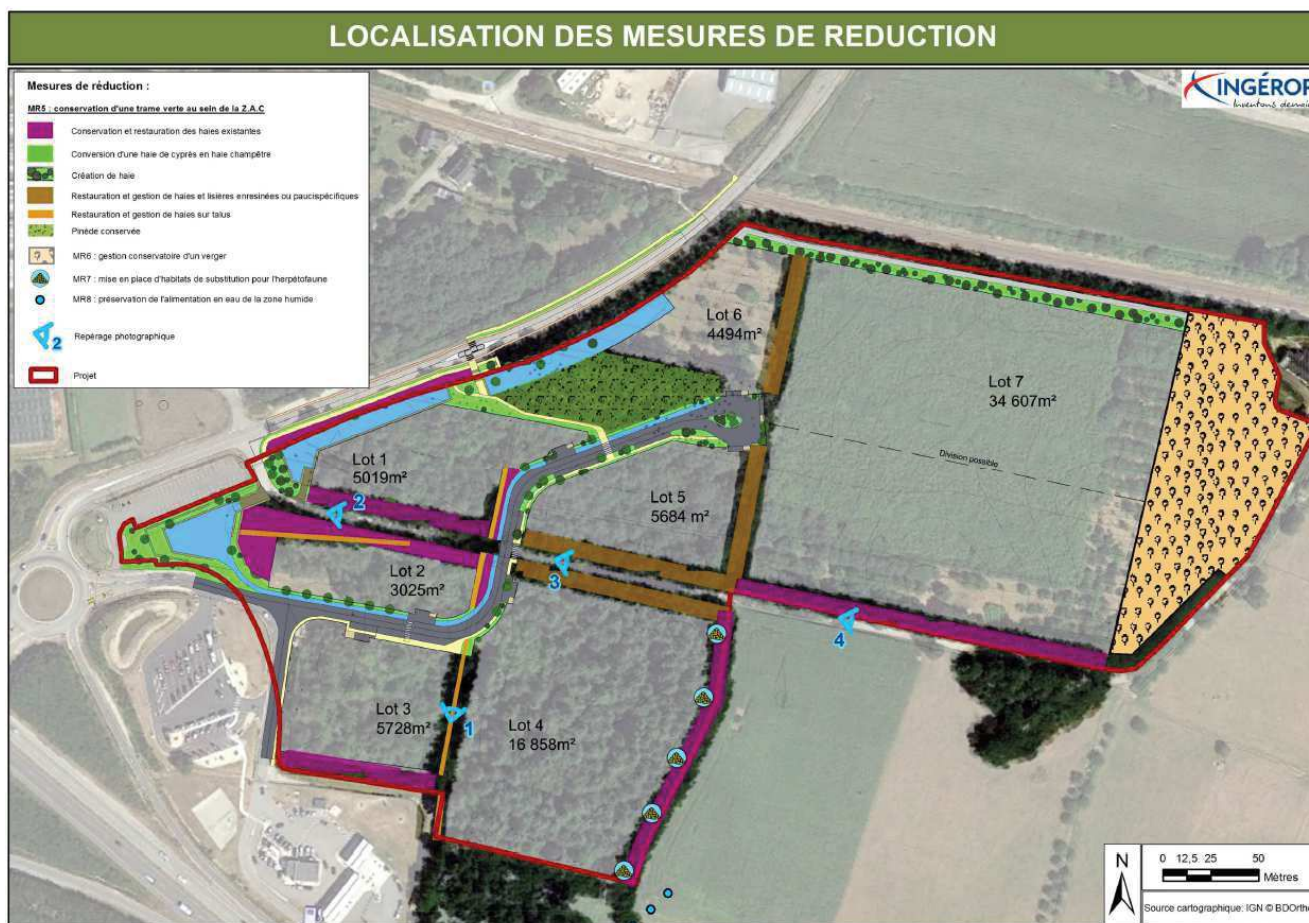 LOCALISATION DES MESURES DE REDUCTION
Mesures de réduction :
MR5 : conservation d'une trame verte au sein de la Z.A.C
Conservation et restauration des haies existantes
Conversion d'une haie de cyprès en haie champêtre
Création de haie
Restauration et gestion de haies et lisières enresinées ou paucispécifiques
Restauration et gestion de haies sur talus
Pinède conservée
MR6 : gestion conservatoire d'un verger
MR7 : mise en place d'habitats de substitution pour l'herpétofaune
MR8 : préservation de l'alimentation en eau de la zone humide
2
Repérage photographique
Projet
INGÉROP
Inventons demain
Lot 6
4494m²
Lot 7
34 607m²
Division possible
Lot 1
5019m²
2
Lot 5
5684 m²
Lot 2
3025m²
3
4
Lot 3
5728m²
1
Lot 4
16 858m²
N
0 12,5 25 50
Mètres
Source cartographique: IGN © BDOrtho